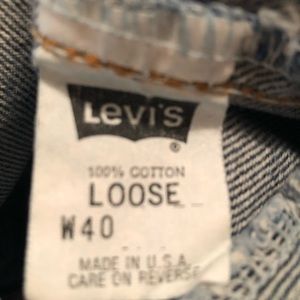 Levi's
®
100% COTTON
LOOSE
W40
MADE IN U.S.A.
CARE ON REVERSE